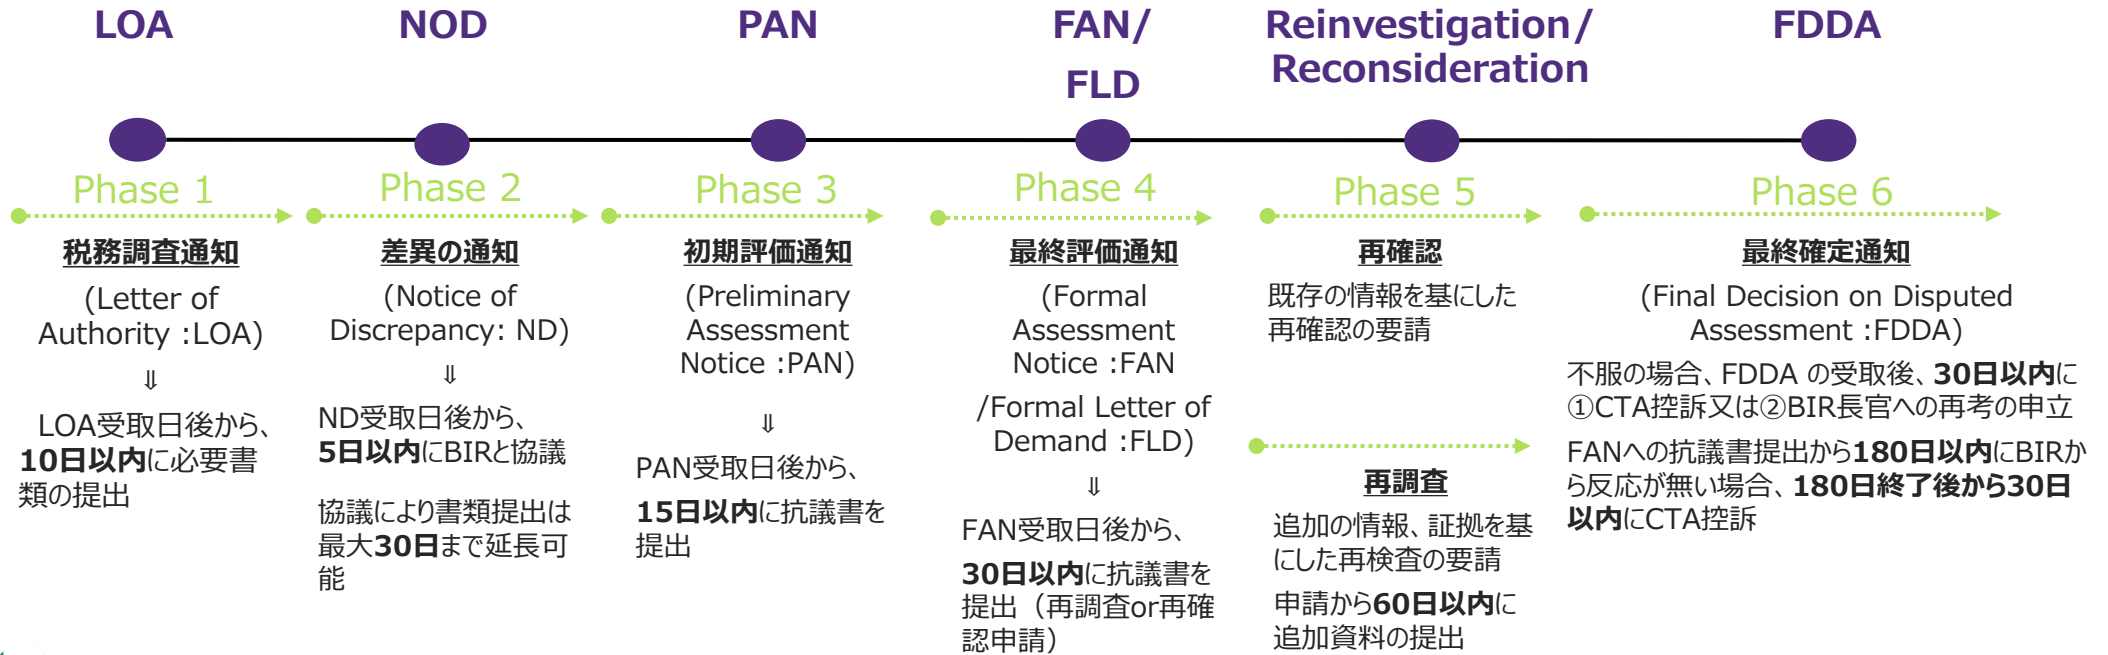 LOA
NOD
PAN
FAN/
FLD
Reinvestigation/
Reconsideration
FDDA
Phase 1
税務調査通知
(Letter of
Authority :LOA)
⇓
LOA受取日後から、
10日以内に必要書
類の提出
Phase 2
差異の通知
(Notice of
Discrepancy: ND)
⇓
ND受取日後から、
5日以内にBIRと協議
協議により書類提出は
最大30日まで延長可
能
Phase 3
初期評価通知
(Preliminary
Assessment
Notice :PAN)
⇓
PAN受取日後から、
15日以内に抗議書を
提出
Phase 4
最終評価通知
(Formal
Assessment
Notice :FAN
/Formal Letter of
Demand :FLD)
⇓
FAN受取日後から、
30日以内に抗議書を
提出（再調査or再確
認申請）
Phase 5
再確認
既存の情報を基にした
再確認の要請
再調査
追加の情報、証拠を基
にした再検査の要請
申請から60日以内に
追加資料の提出
Phase 6
最終確定通知
(Final Decision on Disputed
Assessment :FDDA)
不服の場合、FDDA の受取後、30日以内に
①CTA控訴又は②BIR長官への再考の申立
FANへの抗議書提出から180日以内にBIRか
ら反応が無い場合、180日終了後から30日
以内にCTA控訴